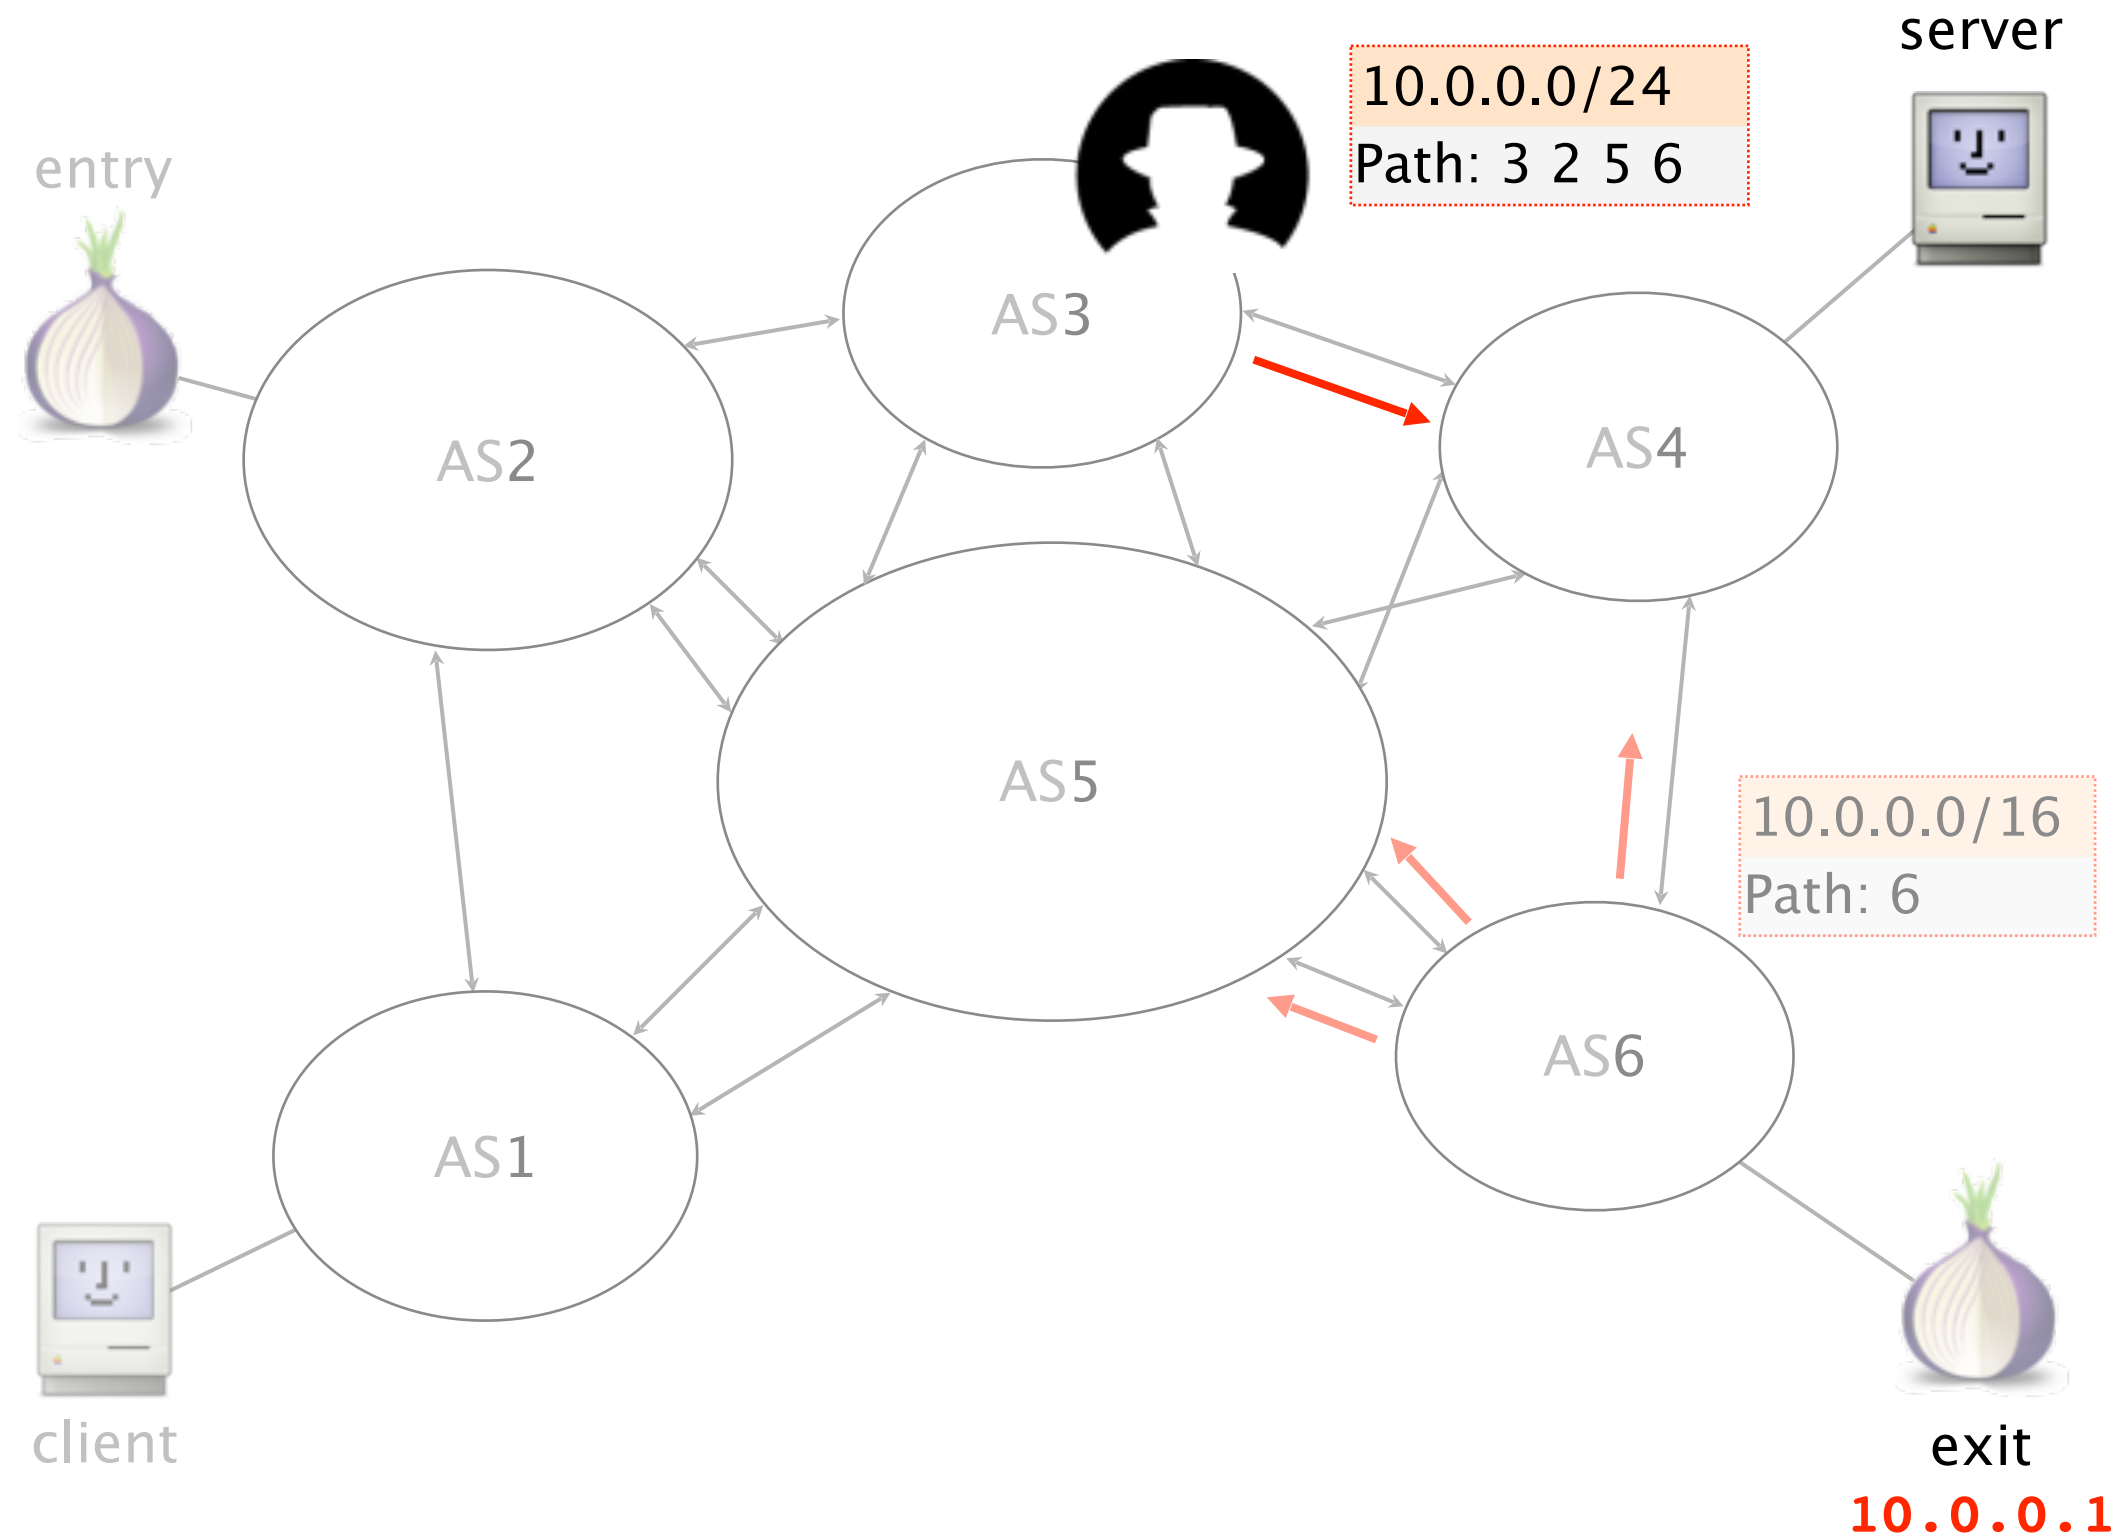 server
10.0.0.0/24
Path: 3 2 5 6
entry
AS3
AS4
AS2
AS5
10.0.0.0/16
Path: 6
AS6
AS1
client
exit
10.0.0.1